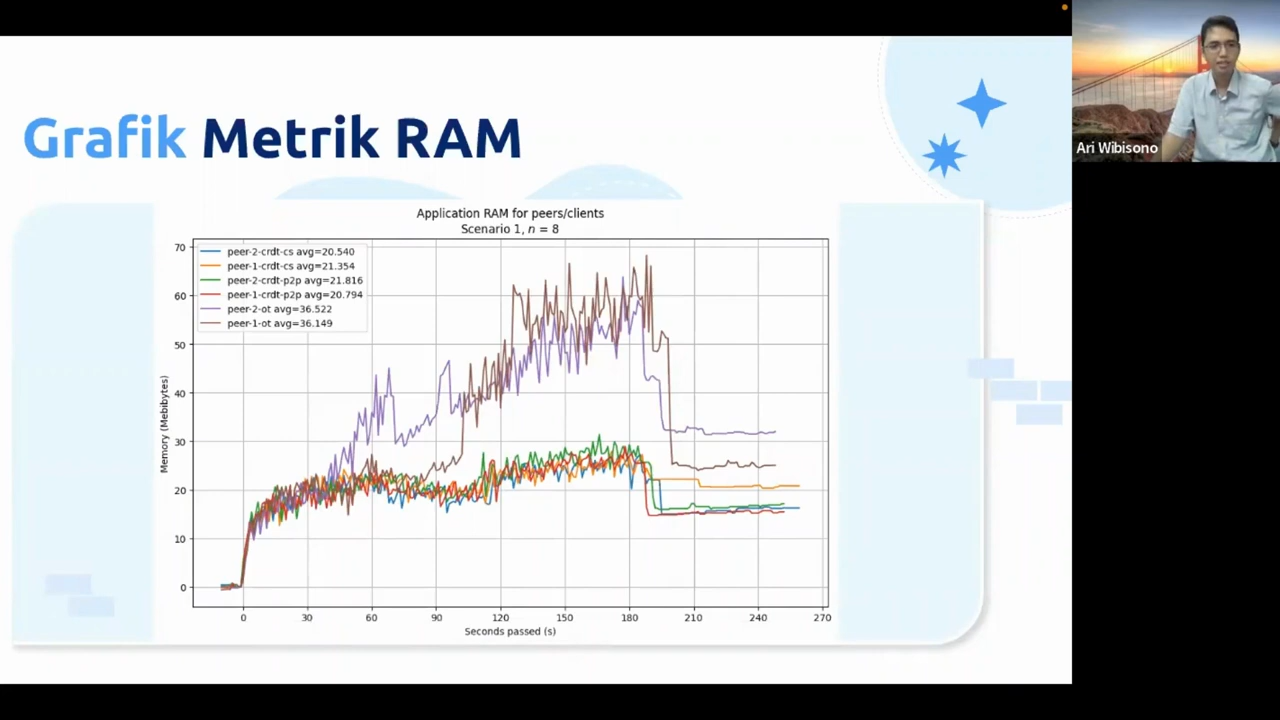 Grafik Metrik RAM
Ari Wibisono
Application RAM for peers/clients
Scenario 1, n = 8
peer-2-crdt-cs avg=20.540
peer-1-crdt-cs avg=21.354
peer-2-crdt-p2p avg=21.816
peer-1-crdt-p2p avg=20.794
peer-2-ot avg=36.522
peer-1-ot avg=36.149
Memory (Mebibytes)
70
60
50
40
30
20
10
0
0 30 60 90 120 150 180 210 240 270
Seconds passed (s)